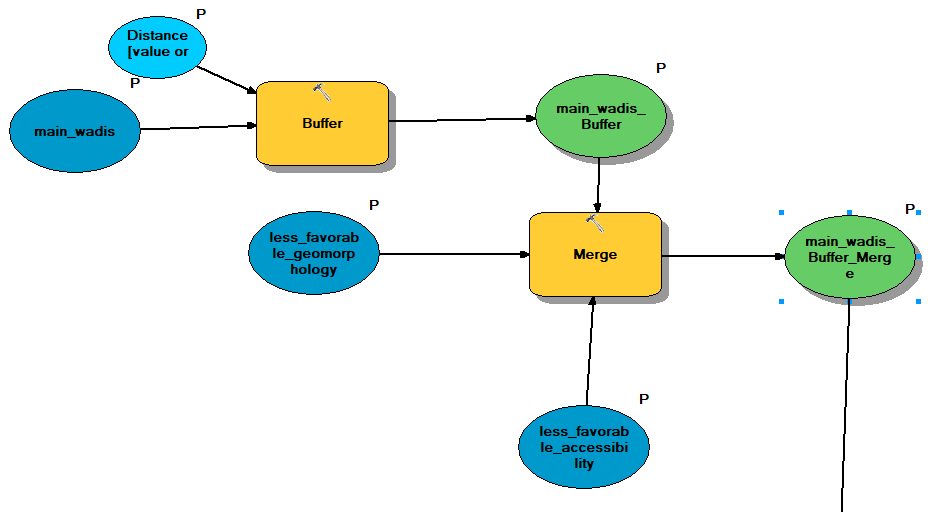 P
Distance
[value or
P
main_wadis
Buffer
P
main_wadis_
Buffer
P
less_favorab
le_geomorp
hology
Merge
P
main_wadis_
Buffer_Merg
e
P
less_favorab
le_accessibi
lity